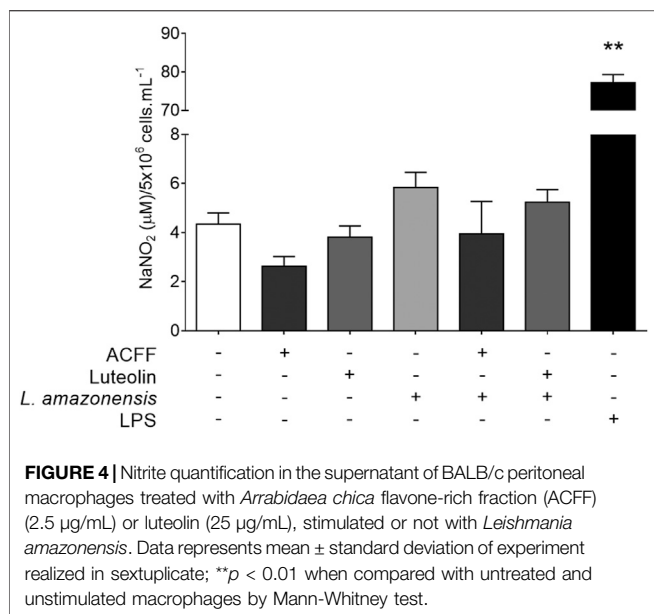 90
**
80
70
8
6
4
2
0
NaNO2 (μM)/5x10⁶ cells.mL⁻¹
ACFF - + - - + - -
Luteolin - - + - - + -
L. amazonensis - - - + + + -
LPS - - - - - - +
FIGURE 4 | Nitrite quantification in the supernatant of BALB/c peritoneal
macrophages treated with Arrabidaea chica flavone-rich fraction (ACFF)
(2.5 μg/mL) or luteolin (25 μg/mL), stimulated or not with Leishmania
amazonensis. Data represents mean ± standard deviation of experiment
realized in sextuplicate; **p < 0.01 when compared with untreated and
unstimulated macrophages by Mann-Whitney test.